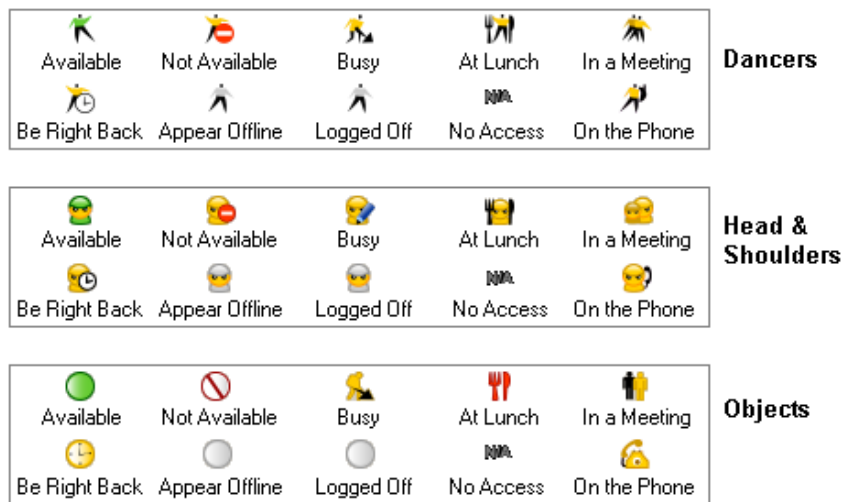 Available Not Available Busy At Lunch In a Meeting
Dancers
N/A
Be Right Back Appear Offline Logged Off No Access On the Phone
Available Not Available Busy At Lunch In a Meeting
Head &
Shoulders
N/A
Be Right Back Appear Offline Logged Off No Access On the Phone
Available Not Available Busy At Lunch In a Meeting
Objects
N/A
Be Right Back Appear Offline Logged Off No Access On the Phone